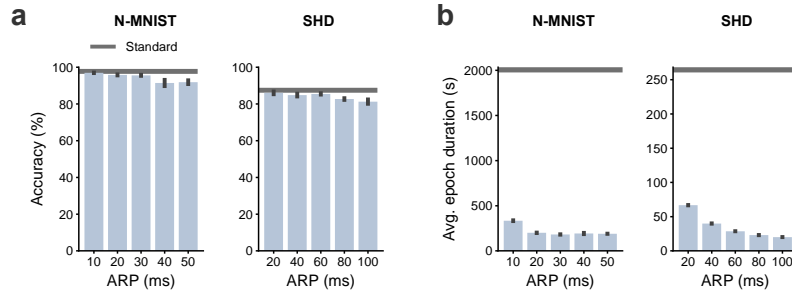 a
N-MNIST
SHD
Standard
Accuracy (%)
100
80
60
40
20
0
10 20 30 40 50
ARP (ms)
100
80
60
40
20
0
20 40 60 80 100
ARP (ms)
b
N-MNIST
SHD
Avg. epoch duration (s)
2000
1500
1000
500
0
10 20 30 40 50
ARP (ms)
250
200
150
100
50
0
20 40 60 80 100
ARP (ms)